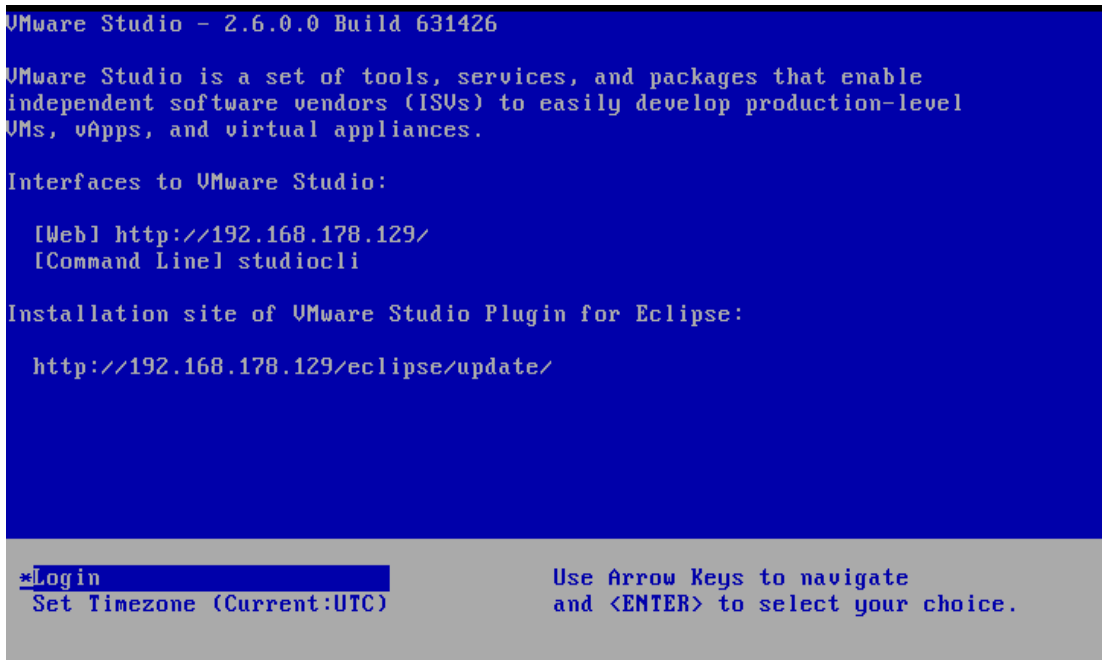 VMware Studio - 2.6.0.0 Build 631426
VMware Studio is a set of tools, services, and packages that enable
independent software vendors (ISVs) to easily develop production-level
VMs, vApps, and virtual appliances.
Interfaces to VMware Studio:
[Web] http://192.168.178.129/
[Command Line] studiocli
Installation site of VMware Studio Plugin for Eclipse:
http://192.168.178.129/eclipse/update/
*Login
Set Timezone (Current:UTC)
Use Arrow Keys to navigate
and <ENTER> to select your choice.